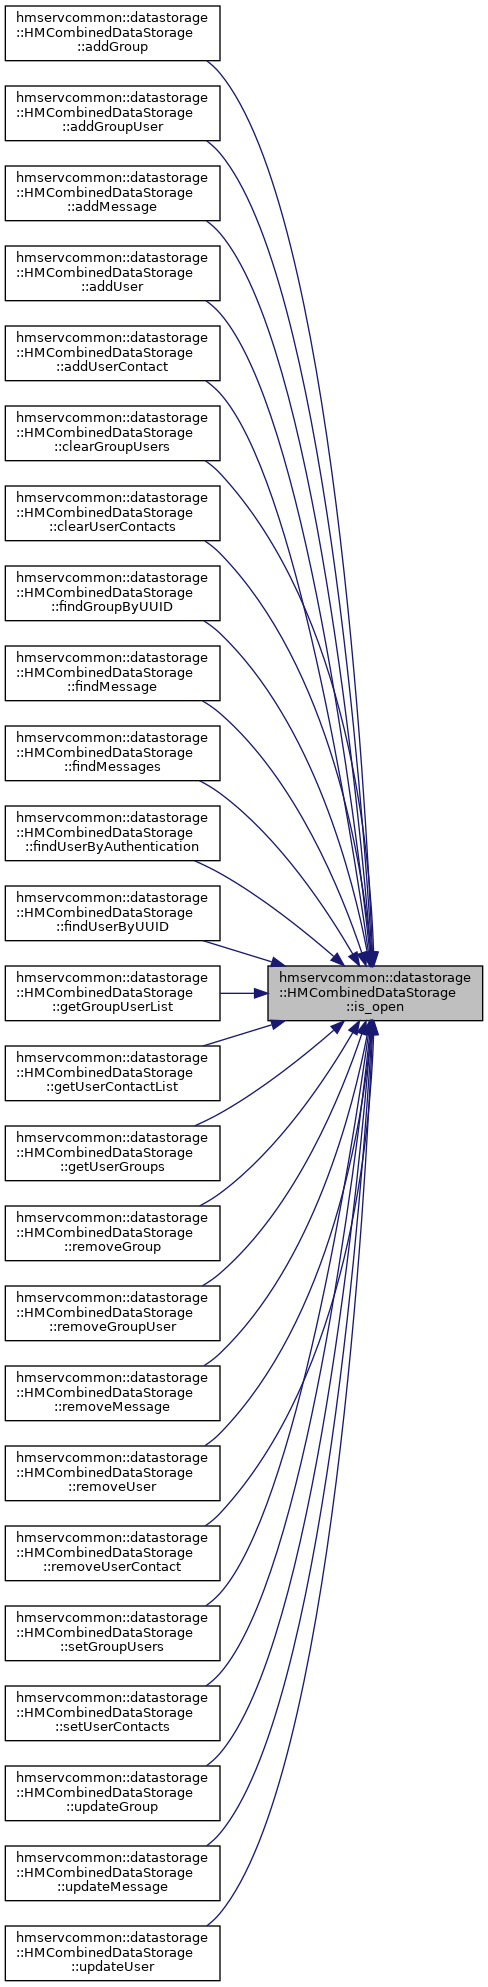 hmservcommon::datastorage
::HMCombinedDataStorage
::addGroup
hmservcommon::datastorage
::HMCombinedDataStorage
::addGroupUser
hmservcommon::datastorage
::HMCombinedDataStorage
::addMessage
hmservcommon::datastorage
::HMCombinedDataStorage
::addUser
hmservcommon::datastorage
::HMCombinedDataStorage
::addUserContact
hmservcommon::datastorage
::HMCombinedDataStorage
::clearGroupUsers
hmservcommon::datastorage
::HMCombinedDataStorage
::clearUserContacts
hmservcommon::datastorage
::HMCombinedDataStorage
::findGroupByUUID
hmservcommon::datastorage
::HMCombinedDataStorage
::findMessage
hmservcommon::datastorage
::HMCombinedDataStorage
::findMessages
hmservcommon::datastorage
::HMCombinedDataStorage
::findUserByAuthentication
hmservcommon::datastorage
::HMCombinedDataStorage
::findUserByUUID
hmservcommon::datastorage
::HMCombinedDataStorage
::getGroupUserList
hmservcommon::datastorage
::HMCombinedDataStorage
::is_open
hmservcommon::datastorage
::HMCombinedDataStorage
::getUserContactList
hmservcommon::datastorage
::HMCombinedDataStorage
::getUserGroups
hmservcommon::datastorage
::HMCombinedDataStorage
::removeGroup
hmservcommon::datastorage
::HMCombinedDataStorage
::removeGroupUser
hmservcommon::datastorage
::HMCombinedDataStorage
::removeMessage
hmservcommon::datastorage
::HMCombinedDataStorage
::removeUser
hmservcommon::datastorage
::HMCombinedDataStorage
::removeUserContact
hmservcommon::datastorage
::HMCombinedDataStorage
::setGroupUsers
hmservcommon::datastorage
::HMCombinedDataStorage
::setUserContacts
hmservcommon::datastorage
::HMCombinedDataStorage
::updateGroup
hmservcommon::datastorage
::HMCombinedDataStorage
::updateMessage
hmservcommon::datastorage
::HMCombinedDataStorage
::updateUser